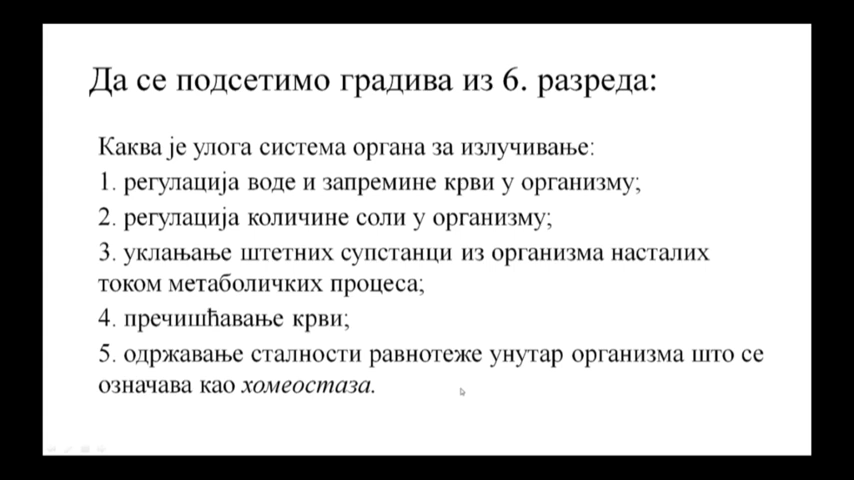 Да се подсетимо градива из 6. разреда:
Каква је улога система органа за излучивање:
1. регулација воде и запремине крви у организму;
2. регулација количине соли у организму;
3. уклањање штетних супстанци из организма насталих
током метаболичких процеса;
4. пречишћавање крви;
5. одржавање сталности равнотеже унутар организма што се
означава као хомеостаза.